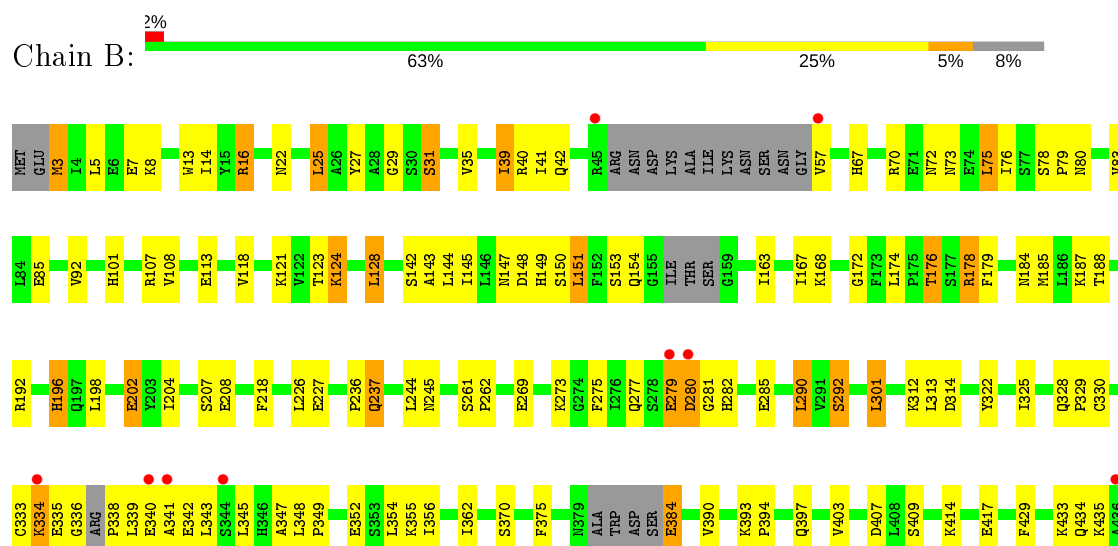 2%
Chain B:
63% 25% 5% 8%
MET GLU M3 I4 L5 E6 E7 K8 W13 I14 Y15 R16 N22 L25 A26 Y27 A28 G29 S30 S31 V35 I39 R40 I41 Q42 R45 ARG ASN ASP LYS ALA ILE LYS ASN SER ASN GLY V57 H67 R70 E71 N72 N73 E74 L75 I76 S77 S78 P79 N80 V83
L84 E85 V92 H101 R107 V108 E113 V118 K121 V122 T123 K124 L128 S142 A143 L144 I145 L146 N147 D148 H149 S150 L151 F152 S153 Q154 G155 ILE THR SER G159 I163 I167 K168 G172 F173 L174 P175 T176 S177 R178 F179 N184 M185 L186 K187 T188
R192 H196 Q197 L198 E202 Y203 I204 S207 E208 F218 L226 E227 P236 Q237 L244 N245 S261 P262 E269 K273 G274 F275 I276 Q277 S278 E279 D280 G281 H282 E285 L290 V291 S292 L301 K312 L313 D314 Y322 I325 Q328 P329 C330
C333 K334 E335 G336 ARG P338 L339 E340 A341 E342 L343 S344 L345 H346 A347 L348 P349 E352 S353 L354 K355 I356 I362 S370 F375 N379 ALA TRP ASP SER E384 V390 K393 P394 Q397 V403 D407 L408 S409 K414 E417 F429 K433 Q434 K435